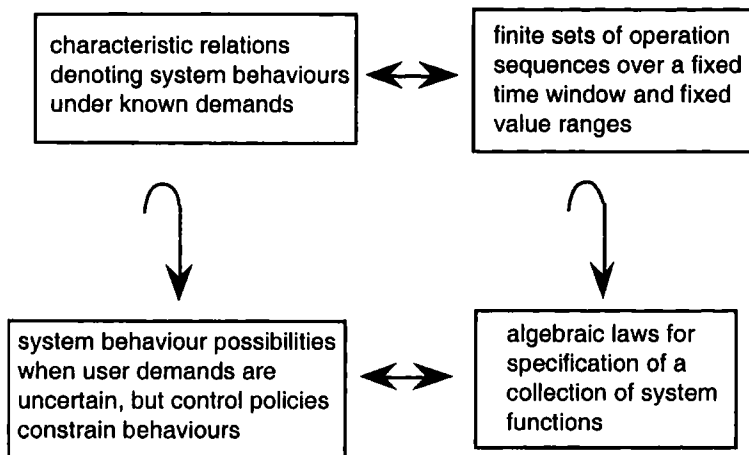 characteristic relations
denoting system behaviours
under known demands
finite sets of operation
sequences over a fixed
time window and fixed
value ranges
system behaviour possibilities
when user demands are
uncertain, but control policies
constrain behaviours
algebraic laws for
specification of a
collection of system
functions